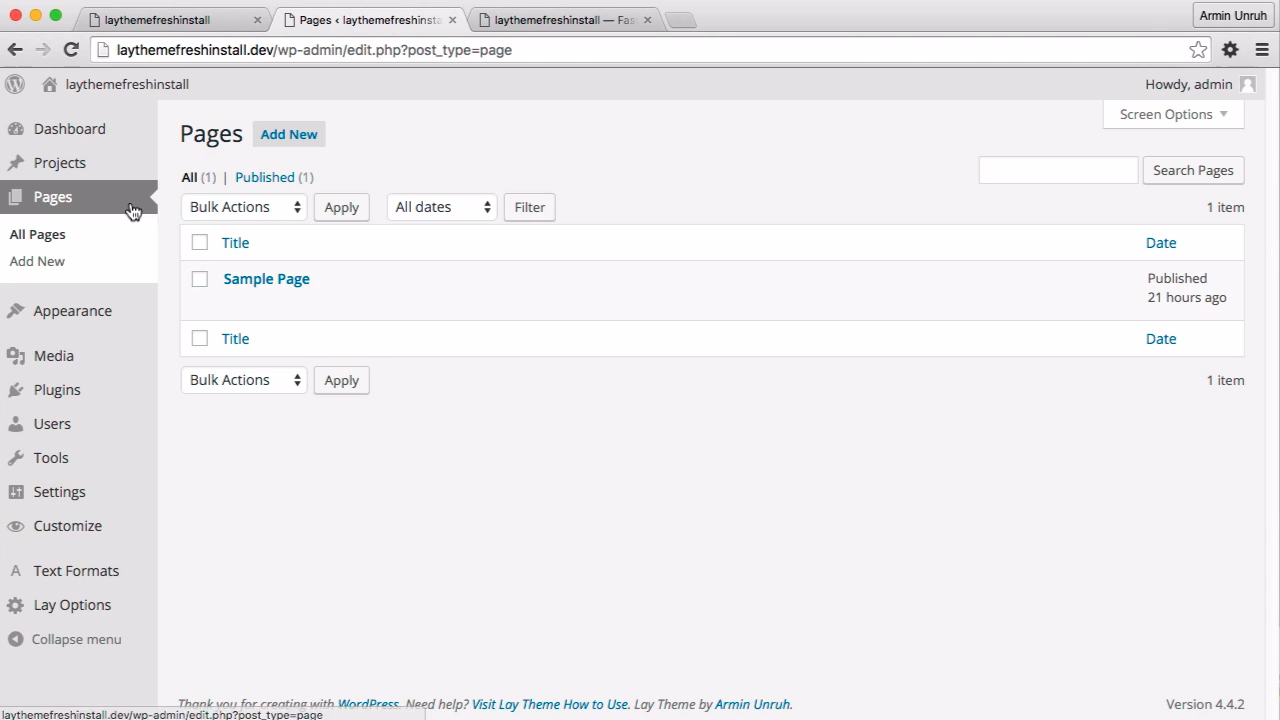 laythemefreshinstall
Pages ‹ laythemefreshinsta
laythemefreshinstall — Fas
Armin Unruh
laythemefreshinstall.dev/wp-admin/edit.php?post_type=page
laythemefreshinstall
Howdy, admin
Dashboard
Projects
Pages
All Pages
Add New
Appearance
Media
Plugins
Users
Tools
Settings
Customize
Text Formats
Lay Options
Collapse menu
Pages
Add New
Screen Options
All (1) | Published (1)
Search Pages
Bulk Actions
Apply
All dates
Filter
1 item
Title
Date
Sample Page
Published
21 hours ago
Title
Date
Bulk Actions
Apply
1 item
Thank you for creating with WordPress. Need help? Visit Lay Theme How to Use. Lay Theme by Armin Unruh.
Version 4.4.2
laythemefreshinstall.dev/wp-admin/edit.php?post_type=page